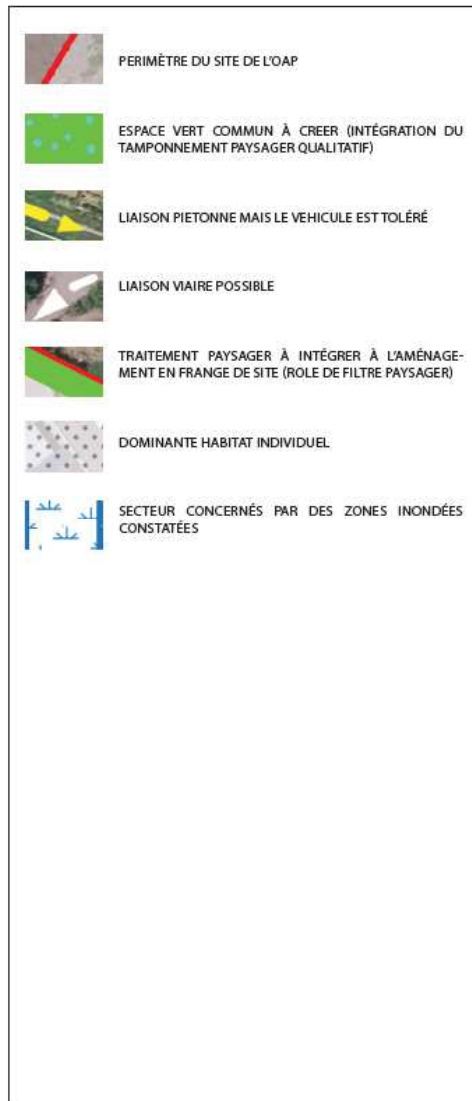 PERIMÈTRE DU SITE DE L'OAP
ESPACE VERT COMMUN À CREER (INTÉGRATION DU
TAMPONNEMENT PAYSAGER QUALITATIF)
LIAISON PIETONNE MAIS LE VEHICULE EST TOLÉRÉ
LIAISON VIAIRE POSSIBLE
TRAITEMENT PAYSAGER À INTÉGRER À L'AMÉNAGE-
MENT EN FRANGE DE SITE (ROLE DE FILTRE PAYSAGER)
DOMINANTE HABITAT INDIVIDUEL
SECTEUR CONCERNÉS PAR DES ZONES INONDÉES
CONSTATÉES